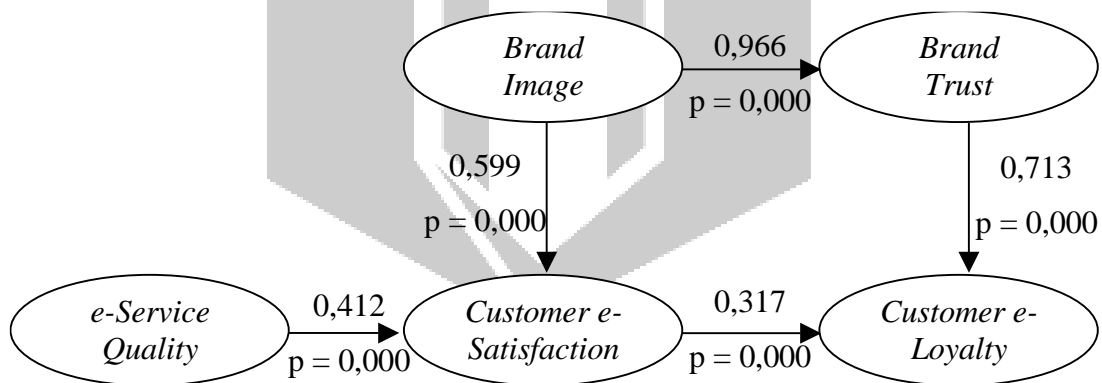 Brand
Image
0,966
p = 0,000
Brand
Trust
0,599
p = 0,000
0,713
p = 0,000
e-Service
Quality
0,412
p = 0,000
Customer e-
Satisfaction
0,317
p = 0,000
Customer e-
Loyalty